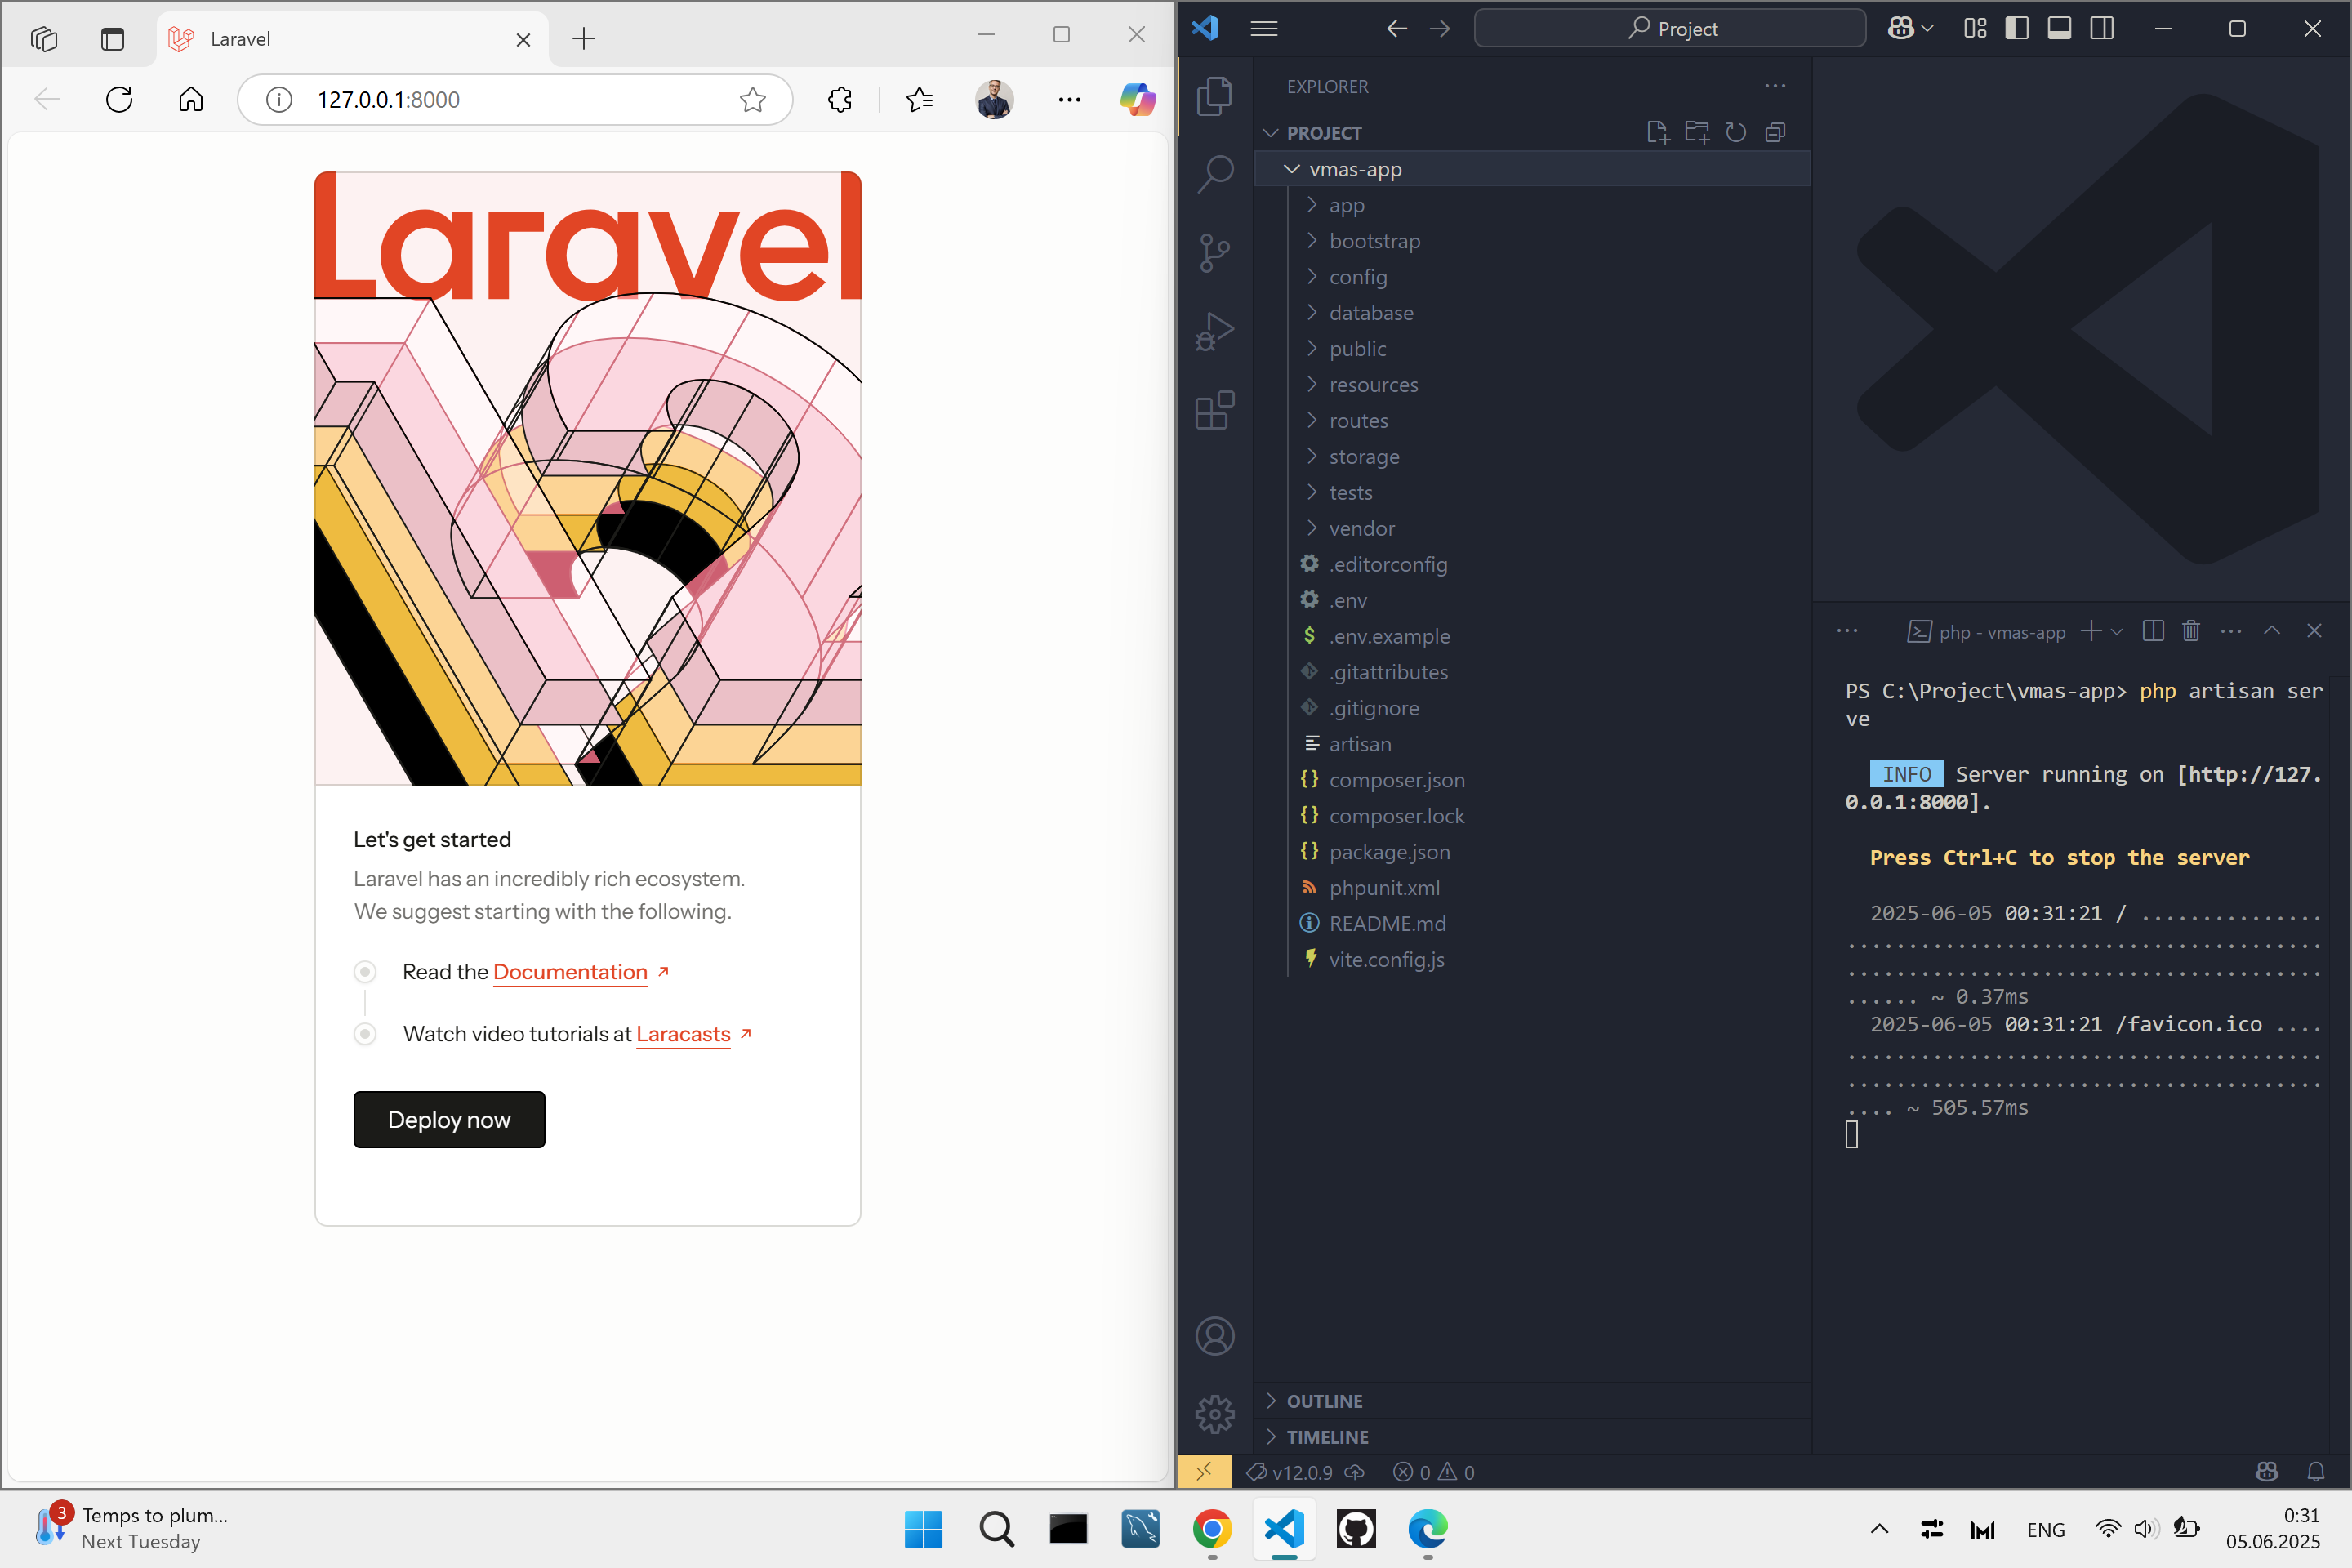 Laravel
127.0.0.1:8000
Laravel
Let's get started
Laravel has an incredibly rich ecosystem.
We suggest starting with the following.
Read the Documentation
Watch video tutorials at Laracasts
Deploy now
Project
EXPLORER
PROJECT
vmas-app
app
bootstrap
config
database
public
resources
routes
storage
tests
vendor
.editorconfig
.env
$ .env.example
.gitattributes
.gitignore
artisan
{} composer.json
{} composer.lock
{} package.json
phpunit.xml
README.md
vite.config.js
OUTLINE
TIMELINE
v12.0.9 0 0
php - vmas-app
PS C:\Project\vmas-app> php artisan ser
ve
INFO Server running on [http://127.
0.0.1:8000].
Press Ctrl+C to stop the server
2025-06-05 00:31:21 / ...............
.......................................
.......................................
...... ~ 0.37ms
2025-06-05 00:31:21 /favicon.ico ....
.......................................
.......................................
.... ~ 505.57ms
3
Temps to plum...
Next Tuesday
ENG
0:31
05.06.2025